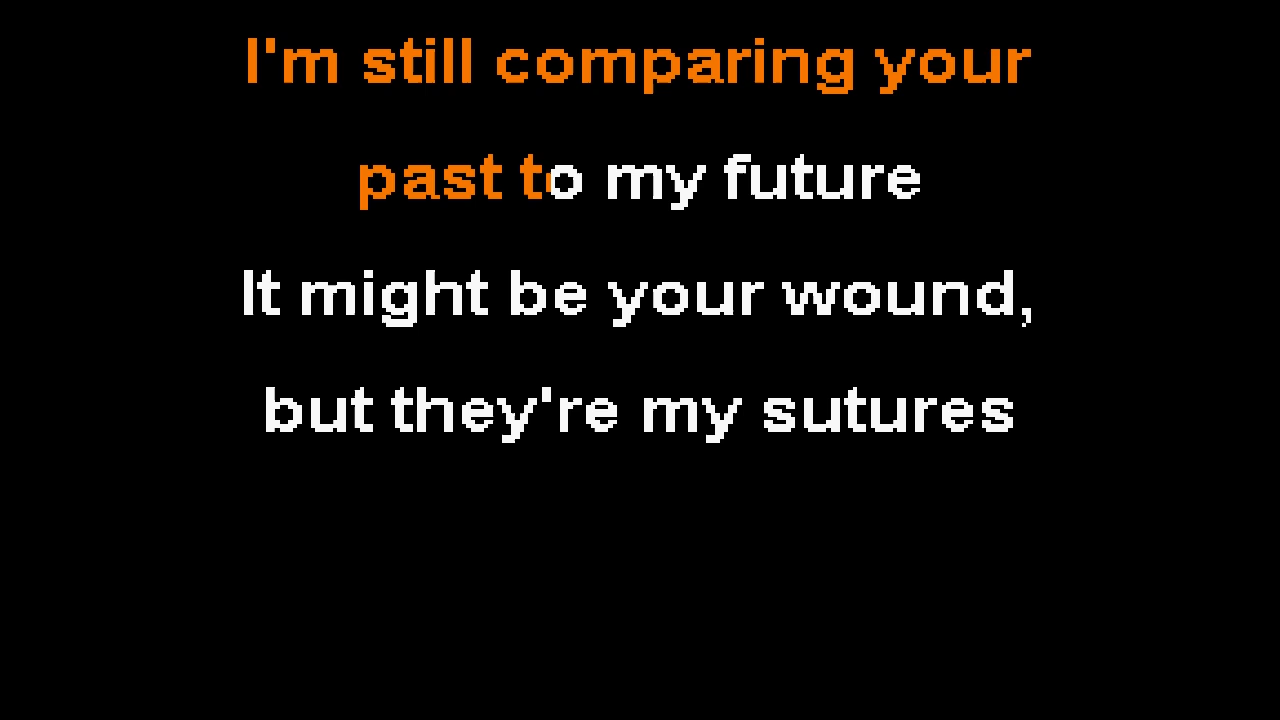 I'm still comparing your
past to my future
It might be your wound,
but they're my sutures